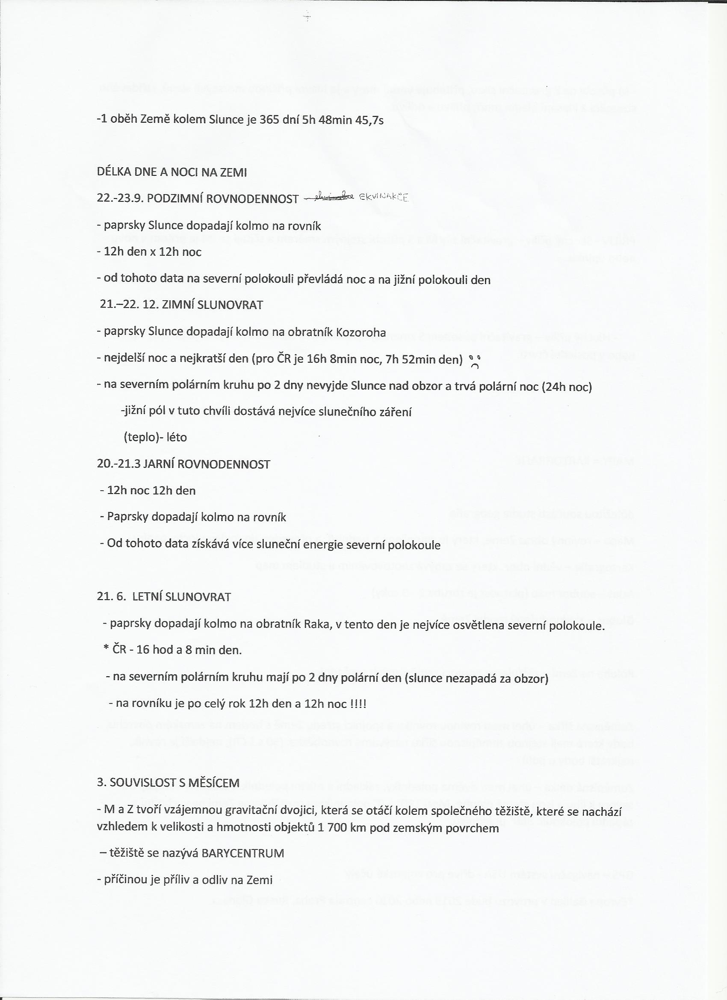 -1 oběh Země kolem Slunce je 365 dní 5h 48min 45,7s
DÉLKA DNE A NOCI NA ZEMI
22.-23.9. PODZIMNÍ ROVNODENNOST – EKVINAKCE
- paprsky Slunce dopadají kolmo na rovník
- 12h den x 12h noc
- od tohoto data na severní polokouli převládá noc a na jižní polokouli den
21.–22. 12. ZIMNÍ SLUNOVRAT
- paprsky Slunce dopadají kolmo na obratník Kozoroha
- nejdelší noc a nejkratší den (pro ČR je 16h 8min noc, 7h 52min den)
- na severním polárním kruhu po 2 dny nevyjde Slunce nad obzor a trvá polární noc (24h noc)
-jižní pól v tuto chvíli dostává nejvíce slunečního záření
(teplo)- léto
20.-21.3 JARNÍ ROVNODENNOST
- 12h noc 12h den
- Paprsky dopadají kolmo na rovník
- Od tohoto data získává více sluneční energie severní polokoule
21. 6. LETNÍ SLUNOVRAT
- paprsky dopadají kolmo na obratník Raka, v tento den je nejvíce osvětlena severní polokoule.
* ČR - 16 hod a 8 min den.
- na severním polárním kruhu mají po 2 dny polární den (slunce nezapadá za obzor)
- na rovníku je po celý rok 12h den a 12h noc !!!!
3. SOUVISLOST S MĚSÍCEM
- M a Z tvoří vzájemnou gravitační dvojici, která se otáčí kolem společného těžiště, které se nachází
vzhledem k velikosti a hmotnosti objektů 1 700 km pod zemským povrchem
– těžiště se nazývá BARYCENTRUM
- příčinou je příliv a odliv na Zemi